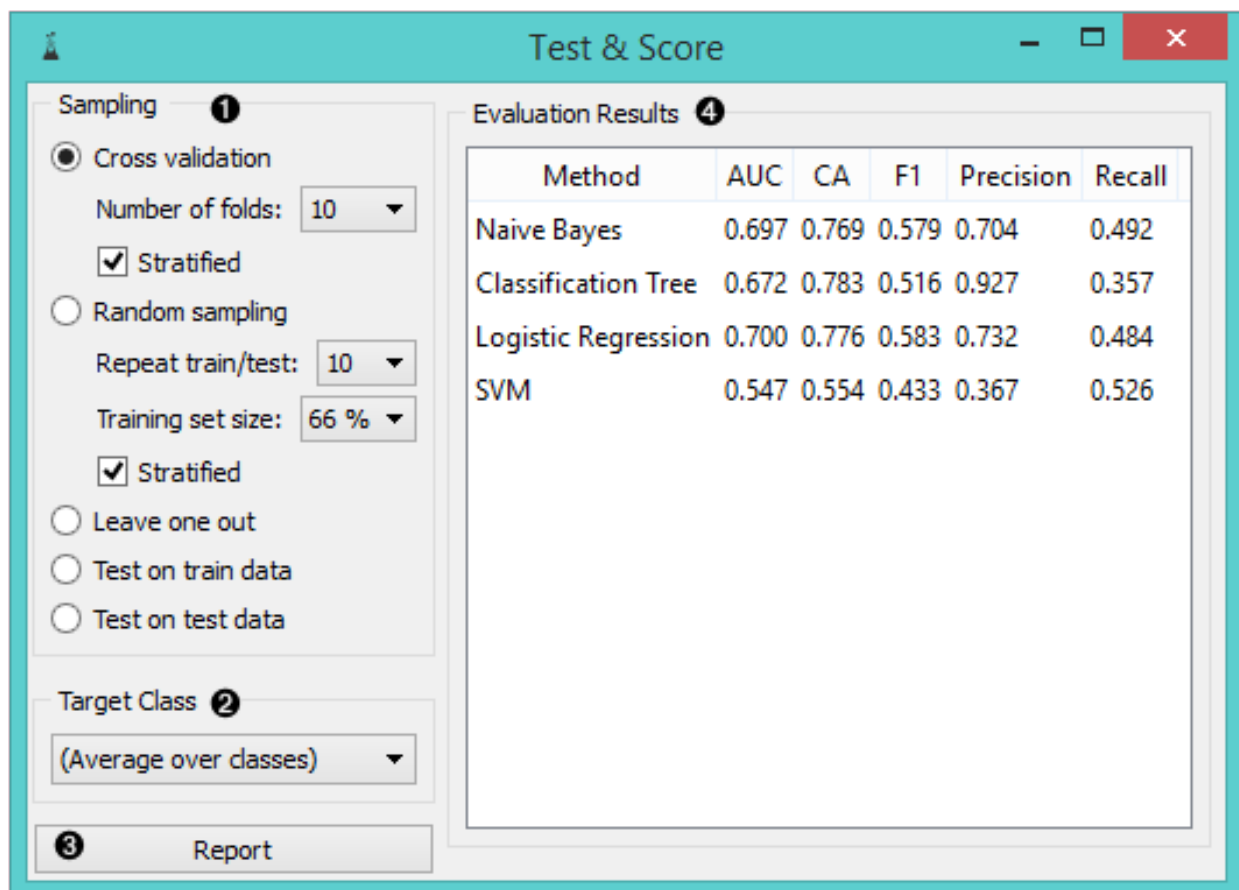 Test & Score
Sampling ❶
Cross validation
Number of folds: 10
Stratified
Random sampling
Repeat train/test: 10
Training set size: 66 %
Stratified
Leave one out
Test on train data
Test on test data
Target Class ❷
(Average over classes)
❸ Report
Evaluation Results ❹
Method AUC CA F1 Precision Recall
Naive Bayes 0.697 0.769 0.579 0.704 0.492
Classification Tree 0.672 0.783 0.516 0.927 0.357
Logistic Regression 0.700 0.776 0.583 0.732 0.484
SVM 0.547 0.554 0.433 0.367 0.526